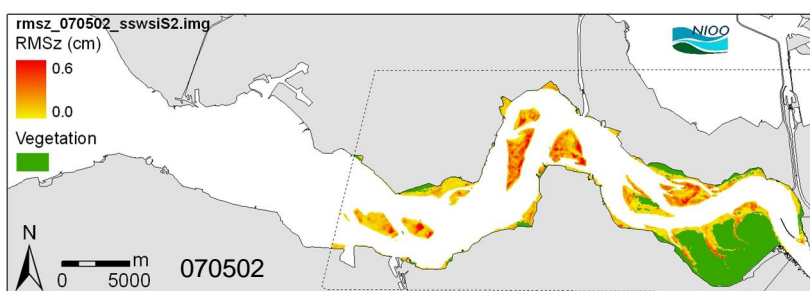 rmsz_070502_sswsiS2.img
RMSz (cm)
0.6
0.0
Vegetation
NIOO
N
m
0 5000
070502